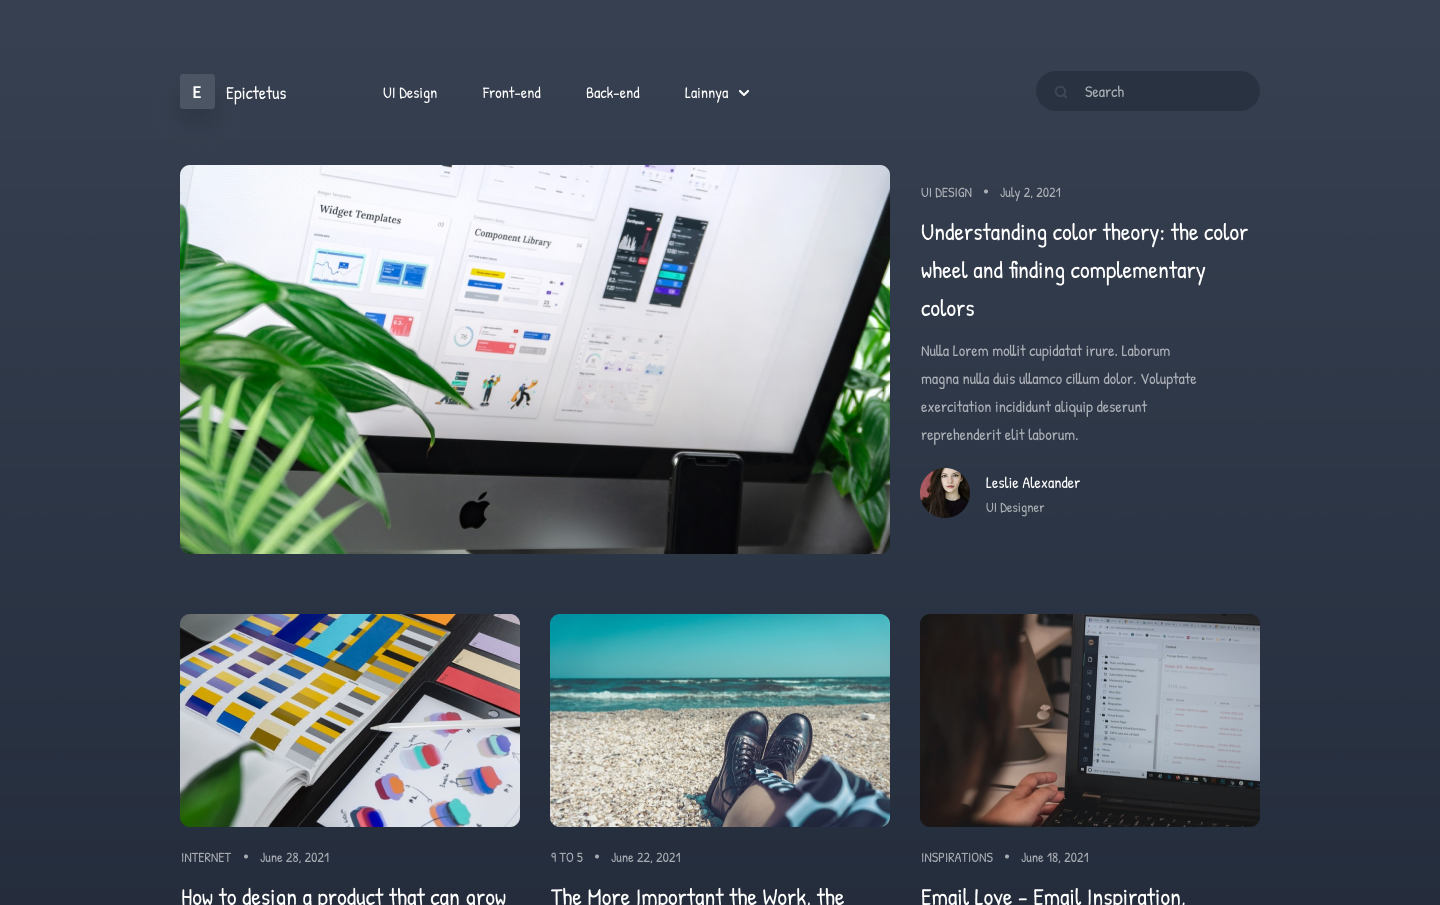 E
Epictetus
UI Design
Front-end
Back-end
Lainnya
Search
Widget Templates
Component Library
UI DESIGN • July 2, 2021
Understanding color theory: the color
wheel and finding complementary
colors
Nulla Lorem mollit cupidatat irure. Laborum
magna nulla duis ullamco cillum dolor. Voluptate
exercitation incididunt aliquip deserunt
reprehenderit elit laborum.
Leslie Alexander
UI Designer
INTERNET • June 28, 2021
How to design a product that can grow
9 TO 5 • June 22, 2021
The More Important the Work, the
INSPIRATIONS • June 18, 2021
Email Love - Email Inspiration,